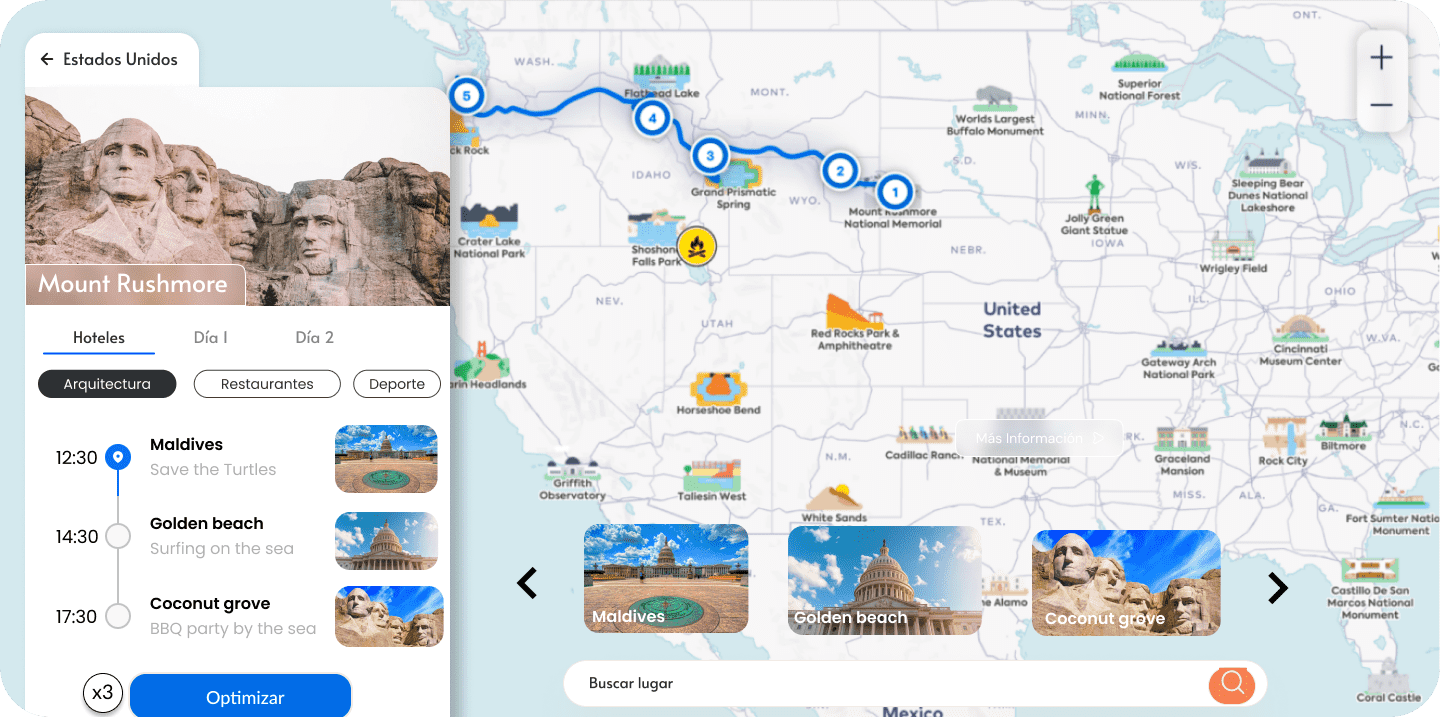 Estados Unidos
Mount Rushmore
Hoteles
Día 1
Día 2
Arquitectura
Restaurantes
Deporte
12:30
Maldives
Save the Turtles
14:30
Golden beach
Surfing on the sea
17:30
Coconut grove
BBQ party by the sea
x3
Optimizar
ONT.
WASH.
5
Flathead Lake
4
MONT.
Superior
National Forest
Worlds Largest
Buffalo Monument
MINN.
ck Rock
3
IDAHO
Grand Prismatic
Spring
2
1
WYO.
S.D.
Mount Rushmore
National Memorial
WIS.
Sleeping Bear
Dunes National
Lakeshore
Jolly Green
Giant Statue
IOWA
Crater Lake
National Park
Shoshon
Falls Park
NEBR.
Wrigley Field
NEV.
UTAH
United
States
ILL.
OHIO
Red Rocks Park &
Amphitheatre
Cincinnati
Museum Center
W.VA.
Gateway Arch
National Park
arin Headlands
Horseshoe Bend
Más Información
RK.
N.C.
N.M.
Cadillac Ranch
National Memorial
& Museum
Graceland
Mansion
Rock City
Biltmore
Griffith
Observatory
Taliesin West
MISS.
ALA.
GA.
White Sands
TEX.
Fort Sumter Natio
Monument
Maldives
Golden beach
Coconut grove
he Alamo
Castillo De San
Marcos National
Monument
Buscar lugar
Coral Castle
Mexico